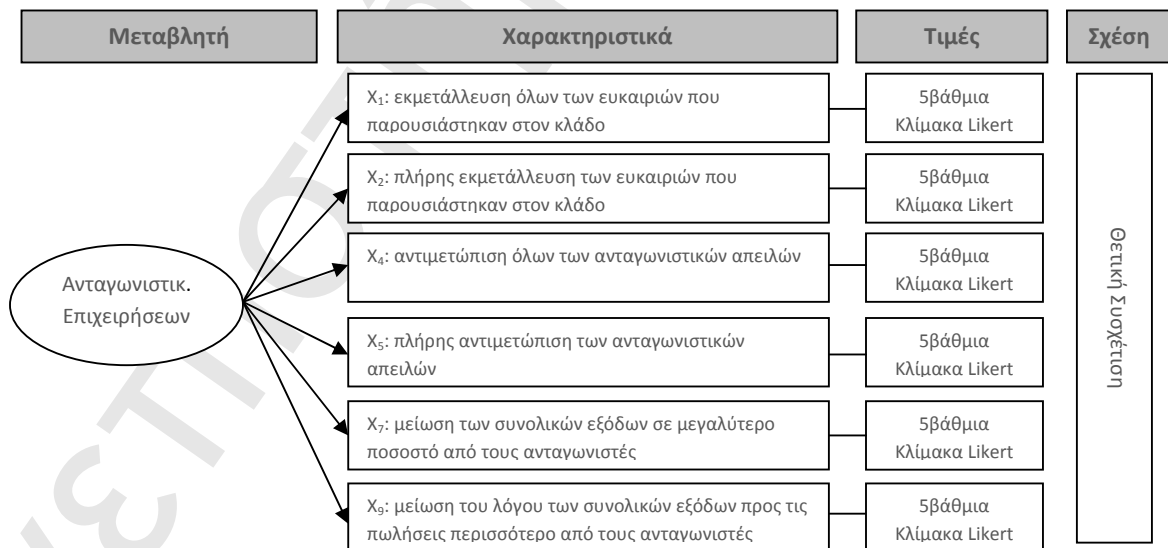 Μεταβλητή
Χαρακτηριστικά
Τιμές
Σχέση
Ανταγωνιστικ.
Επιχειρήσεων
X₁: εκμετάλλευση όλων των ευκαιριών που
παρουσιάστηκαν στον κλάδο
5βάθμια
Κλίμακα Likert
X₂: πλήρης εκμετάλλευση των ευκαιριών που
παρουσιάστηκαν στον κλάδο
5βάθμια
Κλίμακα Likert
X₄: αντιμετώπιση όλων των ανταγωνιστικών απειλών
5βάθμια
Κλίμακα Likert
X₅: πλήρης αντιμετώπιση των ανταγωνιστικών
απειλών
5βάθμια
Κλίμακα Likert
X₇: μείωση των συνολικών εξόδων σε μεγαλύτερο
ποσοστό από τους ανταγωνιστές
5βάθμια
Κλίμακα Likert
X₉: μείωση του λόγου των συνολικών εξόδων προς τις
πωλήσεις περισσότερο από τους ανταγωνιστές
5βάθμια
Κλίμακα Likert
Θετική Συσχέτιση